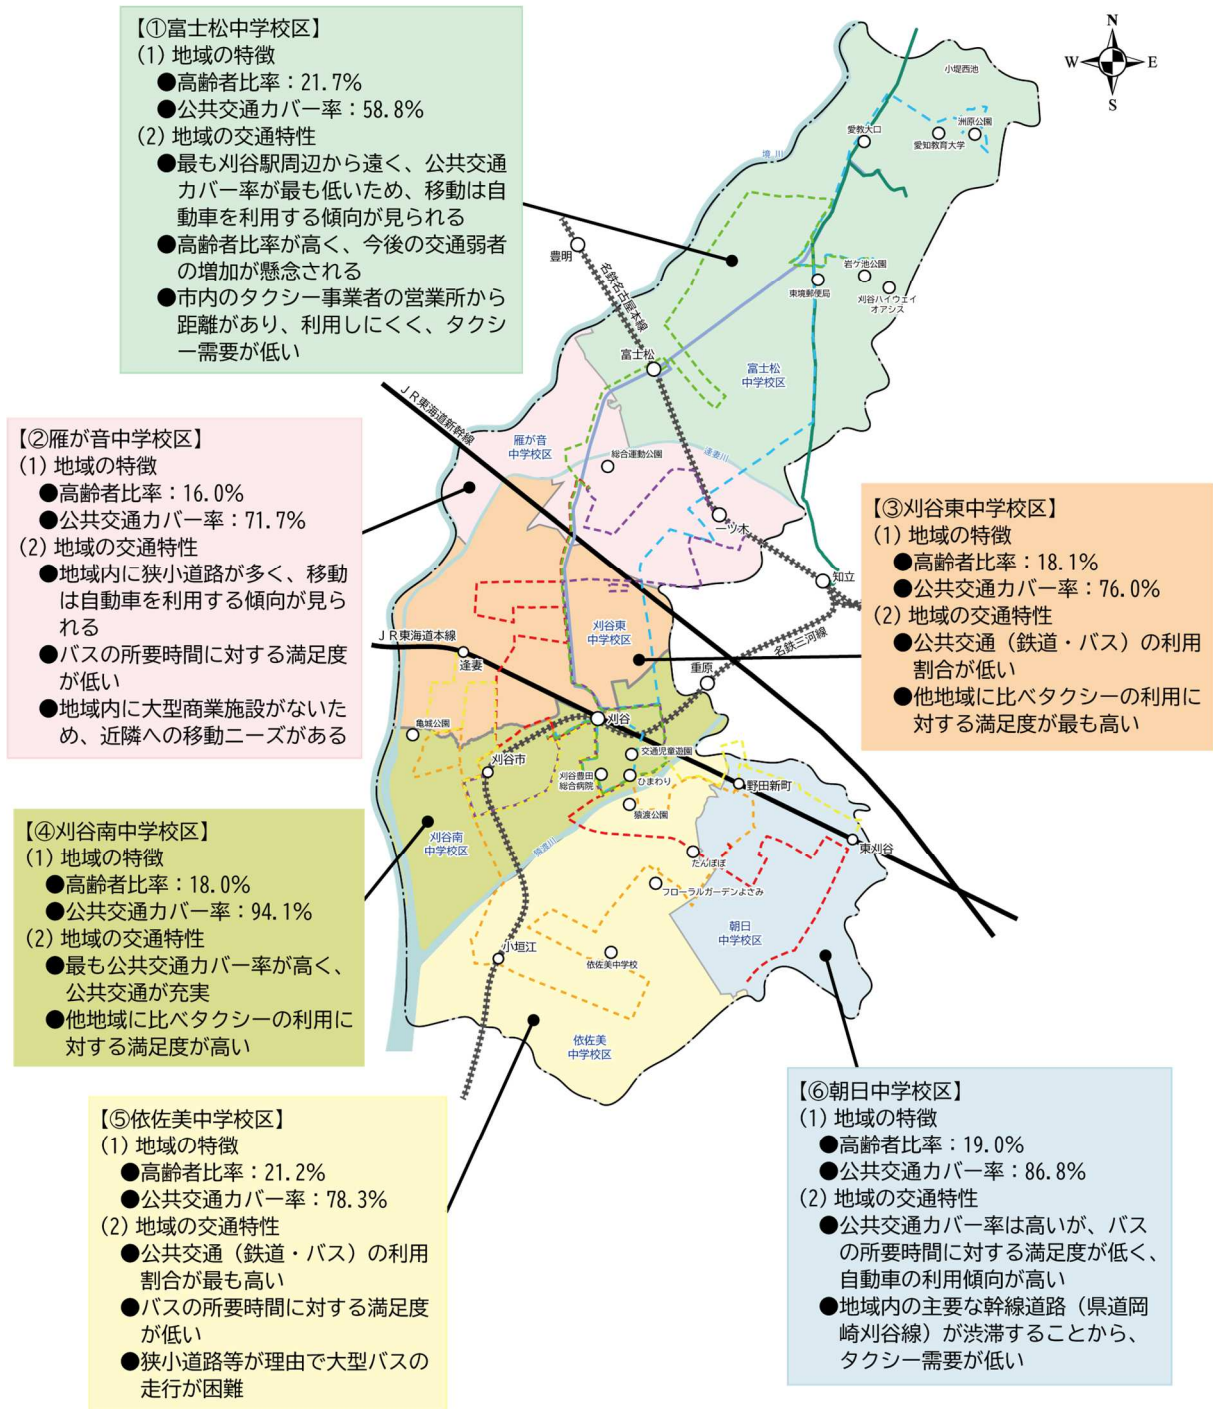 【①富士松中学校区】
(1) 地域の特徴
●高齢者比率：21.7%
●公共交通カバー率：58.8%
(2) 地域の交通特性
●最も刈谷駅周辺から遠く、公共交通
カバー率が最も低いため、移動は自
動車を利用する傾向が見られる
●高齢者比率が高く、今後の交通弱者
の増加が懸念される
●市内のタクシー事業者の営業所から
距離があり、利用しにくく、タクシ
ー需要が低い
N
W
E
S
小堤西池
洲原公園
愛教大口
愛知教育大学
境川
豊明
名鉄名古屋本線
岩ケ池公園
東境郵便局
刈谷ハイウェイ
オアシス
富士松
富士松
中学校区
JR東海道新幹線
【②雁が音中学校区】
(1) 地域の特徴
●高齢者比率：16.0%
●公共交通カバー率：71.7%
(2) 地域の交通特性
●地域内に狭小道路が多く、移動
は自動車を利用する傾向が見ら
れる
●バスの所要時間に対する満足度
が低い
●地域内に大型商業施設がないた
め、近隣への移動ニーズがある
雁が音
中学校区
総合運動公園
逢妻川
一ツ木
知立
【③刈谷東中学校区】
(1) 地域の特徴
●高齢者比率：18.1%
●公共交通カバー率：76.0%
(2) 地域の交通特性
●公共交通（鉄道・バス）の利用
割合が低い
●他地域に比べタクシーの利用に
対する満足度が最も高い
刈谷東
中学校区
JR東海道本線
逢妻
名鉄三河線
重原
亀城公園
刈谷
刈谷市
交通児童遊園
刈谷豊田
総合病院
ひまわり
野田新町
猿渡公園
刈谷南
中学校区
猿渡川
東刈谷
たんぽぽ
フローラルガーデンよさみ
朝日
中学校区
小垣江
依佐美中学校
依佐美
中学校区
【④刈谷南中学校区】
(1) 地域の特徴
●高齢者比率：18.0%
●公共交通カバー率：94.1%
(2) 地域の交通特性
●最も公共交通カバー率が高く、
公共交通が充実
●他地域に比べタクシーの利用に
対する満足度が高い
【⑤依佐美中学校区】
(1) 地域の特徴
●高齢者比率：21.2%
●公共交通カバー率：78.3%
(2) 地域の交通特性
●公共交通（鉄道・バス）の利用
割合が最も高い
●バスの所要時間に対する満足度
が低い
●狭小道路等が理由で大型バスの
走行が困難
【⑥朝日中学校区】
(1) 地域の特徴
●高齢者比率：19.0%
●公共交通カバー率：86.8%
(2) 地域の交通特性
●公共交通カバー率は高いが、バス
の所要時間に対する満足度が低く、
自動車の利用傾向が高い
●地域内の主要な幹線道路（県道岡
崎刈谷線）が渋滞することから、
タクシー需要が低い